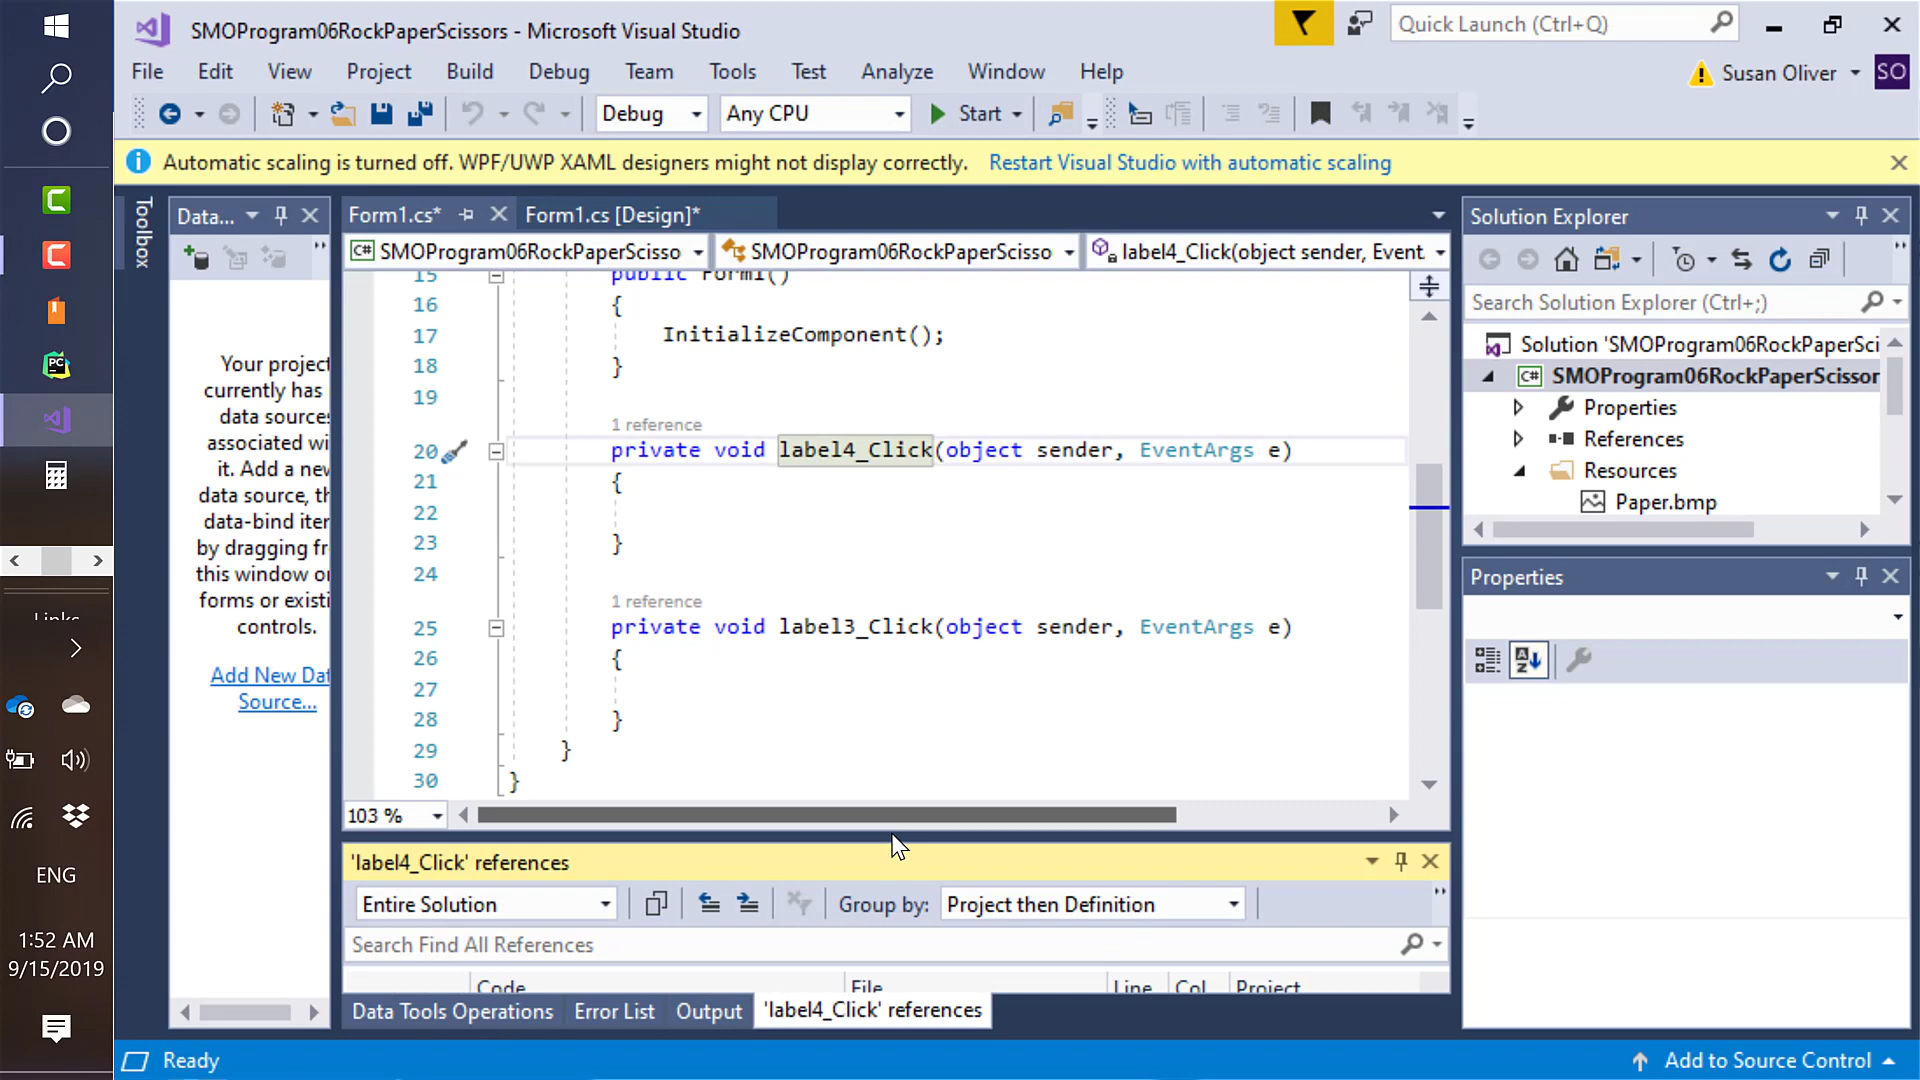 SMOProgram06RockPaperScissors - Microsoft Visual Studio
Quick Launch (Ctrl+Q)
File Edit View Project Build Debug Team Tools Test Analyze Window Help
Susan Oliver SO
Debug Any CPU Start
Automatic scaling is turned off. WPF/UWP XAML designers might not display correctly. Restart Visual Studio with automatic scaling
Toolbox
Data...
Your project
currently has
data sources
associated wi
it. Add a new
data source, th
data-bind iter
by dragging fr
this window or
forms or existi
controls.
Add New Dat
Source...
Form1.cs* Form1.cs [Design]*
C# SMOProgram06RockPaperScisso SMOProgram06RockPaperScisso label4_Click(object sender, Event
15 public Form1()
16 {
17 InitializeComponent();
18 }
19
1 reference
20 private void label4_Click(object sender, EventArgs e)
21 {
22
23 }
24
1 reference
25 private void label3_Click(object sender, EventArgs e)
26 {
27
28 }
29 }
30 }
103 %
'label4_Click' references
Entire Solution Group by: Project then Definition
Search Find All References
Code File Line Col Project
Data Tools Operations Error List Output 'label4_Click' references
Solution Explorer
Search Solution Explorer (Ctrl+;)
Solution 'SMOProgram06RockPaperSci
C# SMOProgram06RockPaperScissor
Properties
References
Resources
Paper.bmp
Properties
Links
ENG
1:52 AM
9/15/2019
Ready Add to Source Control